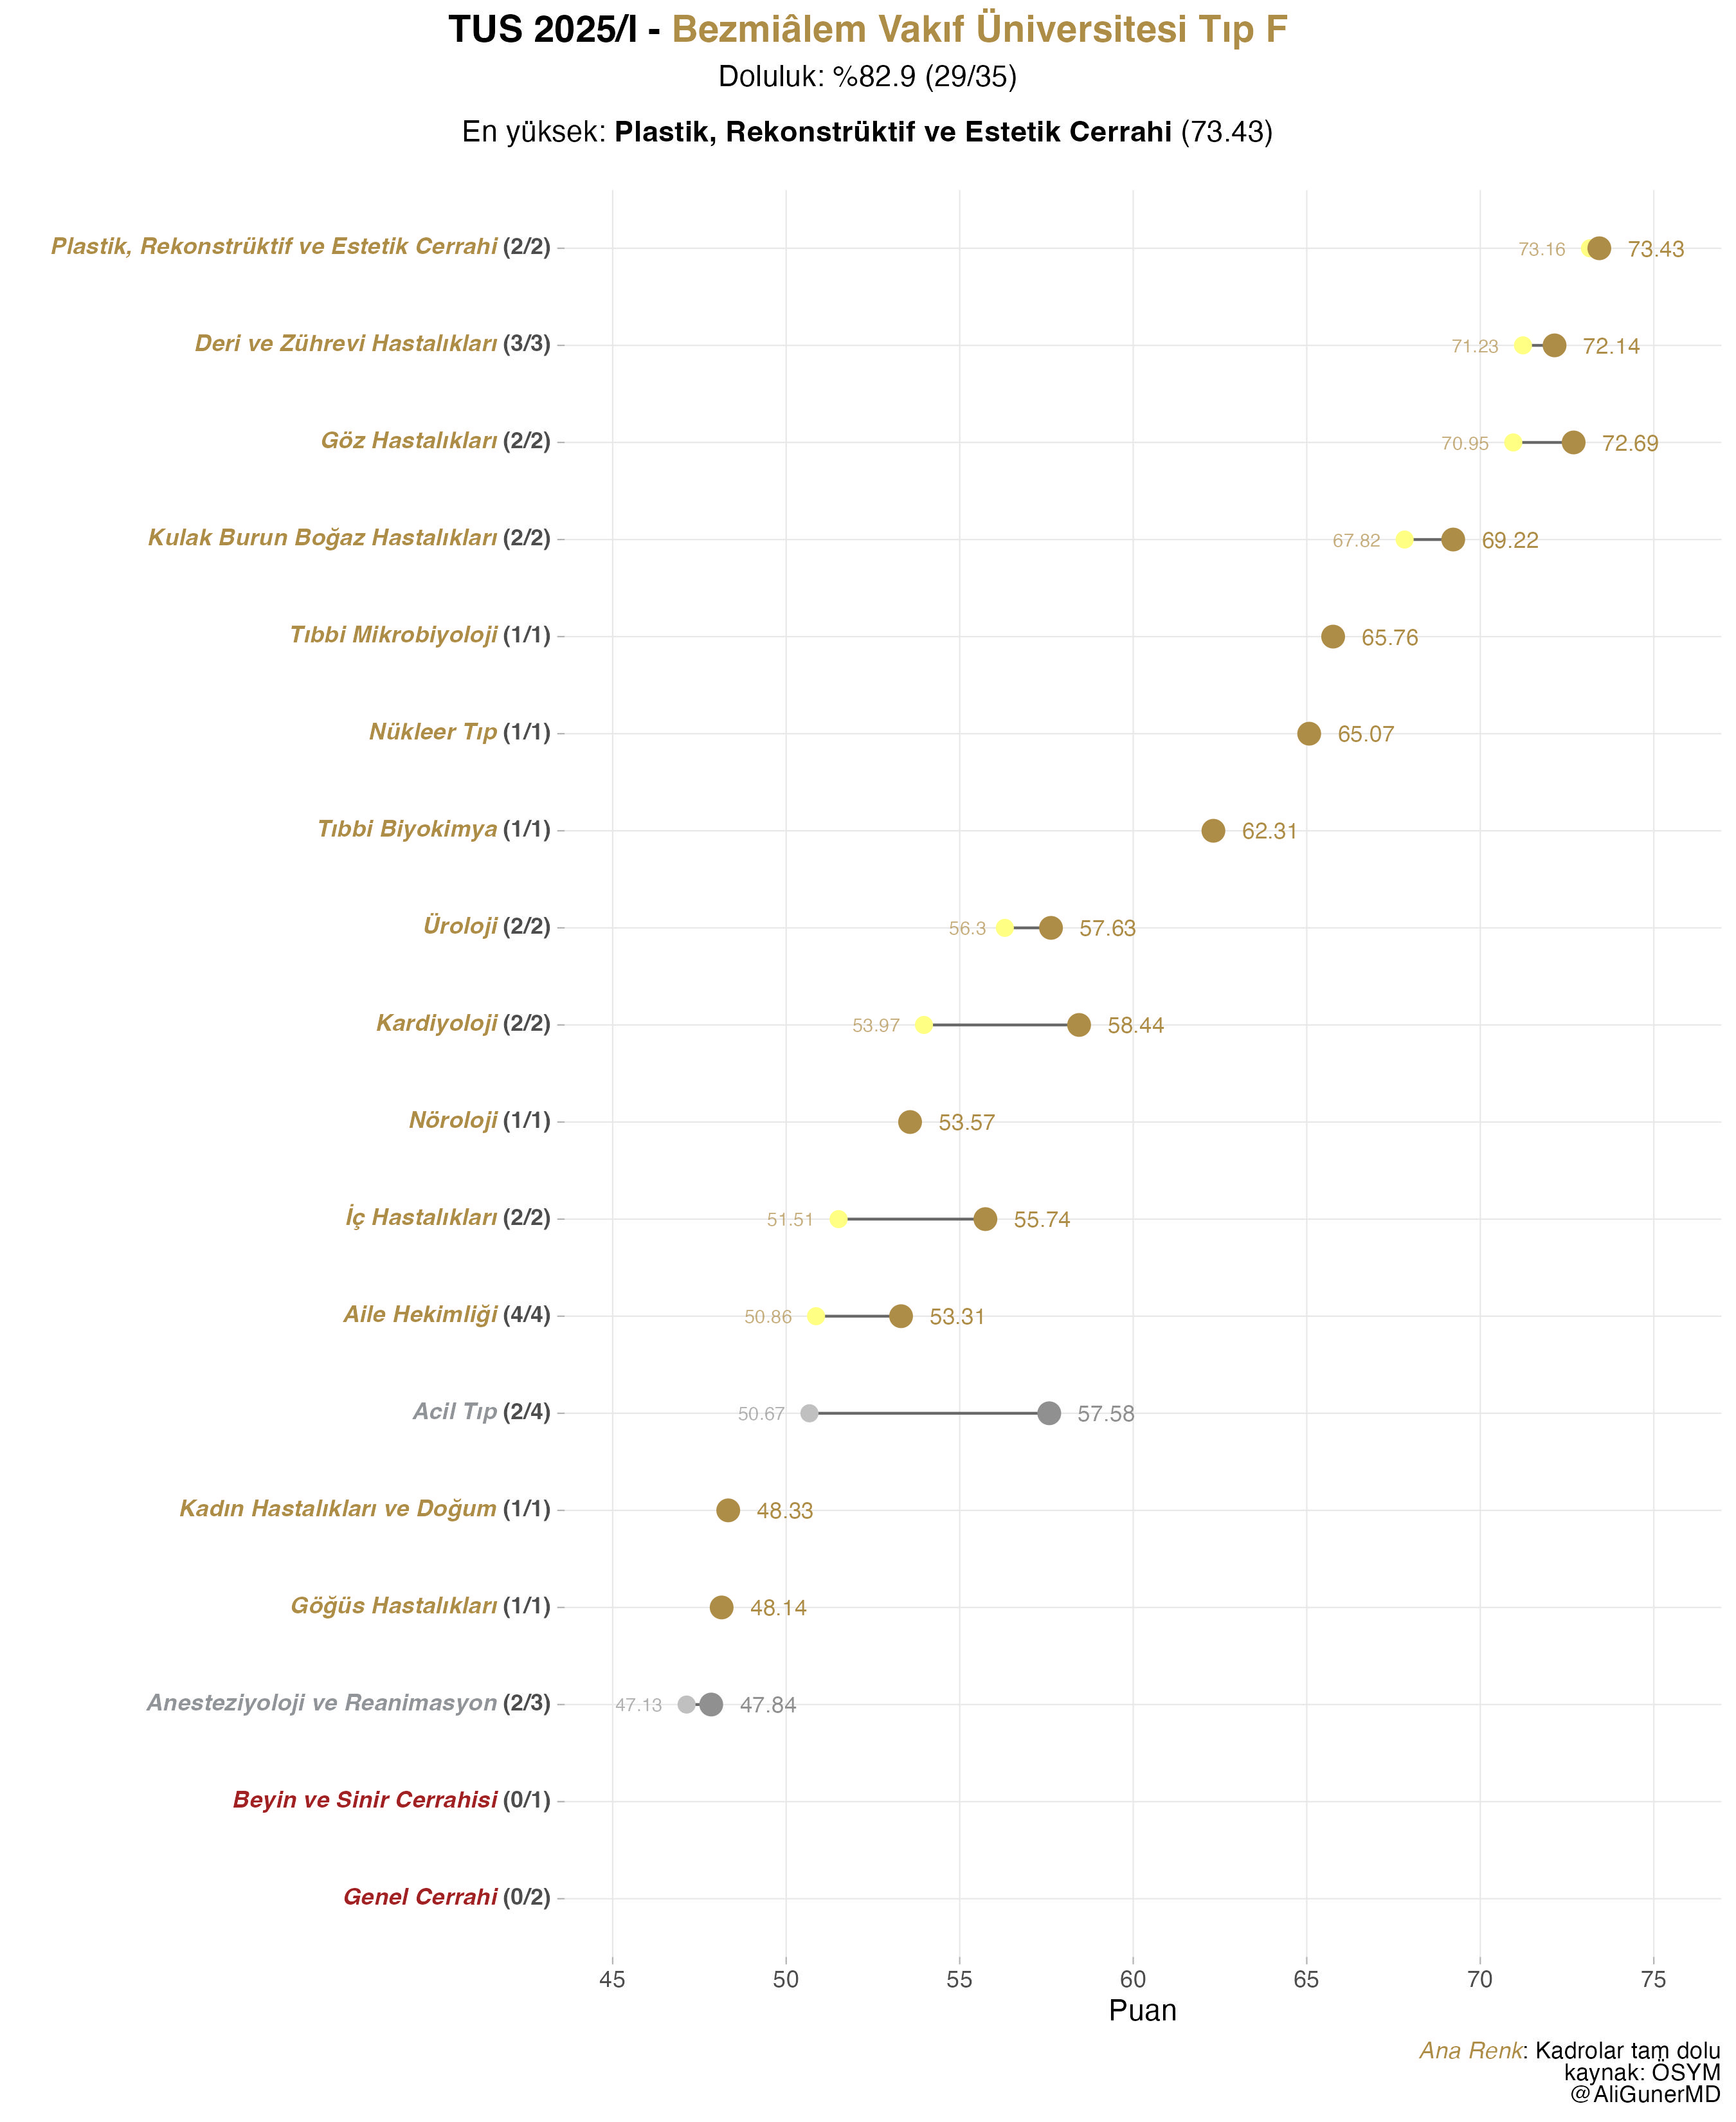 TUS 2025/I - Bezmiâlem Vakıf Üniversitesi Tıp F
Doluluk: %82.9 (29/35)
En yüksek: Plastik, Rekonstrüktif ve Estetik Cerrahi (73.43)
Plastik, Rekonstrüktif ve Estetik Cerrahi (2/2) 73.16 73.43
Deri ve Zührevi Hastalıkları (3/3) 71.23 72.14
Göz Hastalıkları (2/2) 70.95 72.69
Kulak Burun Boğaz Hastalıkları (2/2) 67.82 69.22
Tıbbi Mikrobiyoloji (1/1) 65.76
Nükleer Tıp (1/1) 65.07
Tıbbi Biyokimya (1/1) 62.31
Üroloji (2/2) 56.3 57.63
Kardiyoloji (2/2) 53.97 58.44
Nöroloji (1/1) 53.57
İç Hastalıkları (2/2) 51.51 55.74
Aile Hekimliği (4/4) 50.86 53.31
Acil Tıp (2/4) 50.67 57.58
Kadın Hastalıkları ve Doğum (1/1) 48.33
Göğüs Hastalıkları (1/1) 48.14
Anesteziyoloji ve Reanimasyon (2/3) 47.13 47.84
Beyin ve Sinir Cerrahisi (0/1)
Genel Cerrahi (0/2)
45 50 55 60 65 70 75
Puan
Ana Renk: Kadrolar tam dolu
kaynak: ÖSYM
@AliGunerMD